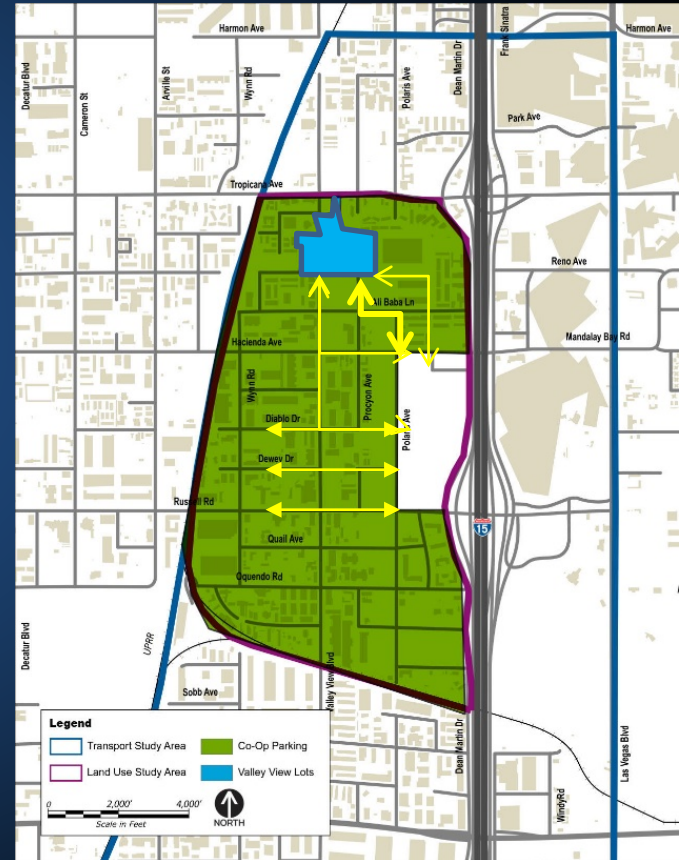 Harmon Ave
Harmon Ave
Decatur Blvd
Cameron St
Arville St
Wynn Rd
Polaris Ave
Dean Martin Dr
Frank Sinatra
Park Ave
Tropicana Ave
Reno Ave
Ali Baba Ln
Mandalay Bay Rd
Hacienda Ave
Wynn Rd
Procyon Ave
Diablo Dr
Polaris Ave
Dewey Dr
Russell Rd
15
Quail Ave
Oquendo Rd
UPRR
Decatur Blvd
Sobb Ave
Valley View Blvd
Dean Martin Dr
Las Vegas Blvd
WindyRd
Legend
Transport Study Area
Co-Op Parking
Land Use Study Area
Valley View Lots
0 2,000' 4,000'
Scale in Feet
NORTH